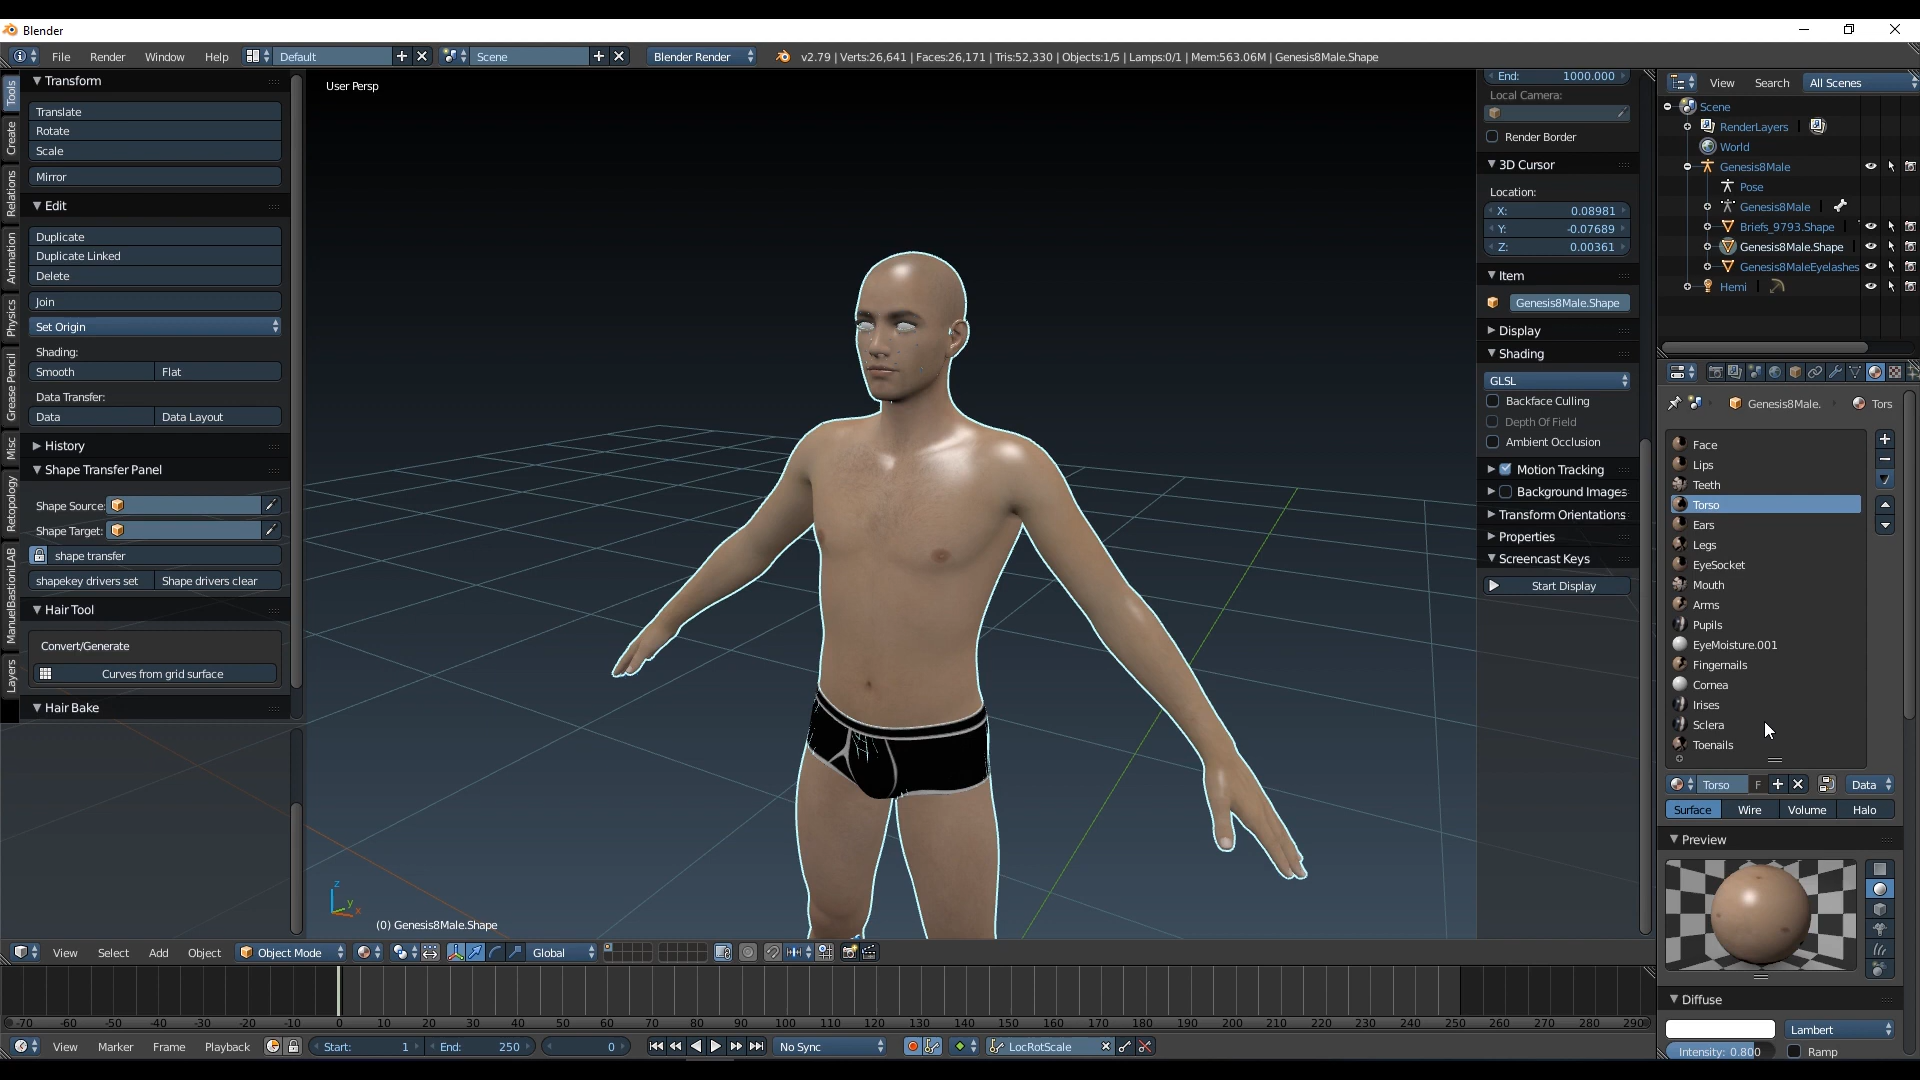 Blender
File Render Window Help Default Scene Blender Render v2.79 | Verts:26,641 | Faces:26,171 | Tris:52,330 | Objects:1/5 | Lamps:0/1 | Mem:563.06M | Genesis8Male.Shape
Tools
Create
Relations
Animation
Physics
Grease Pencil
Misc
Retopology
ManuelBastioniLAB
Layers
Transform
Translate
Rotate
Scale
Mirror
Edit
Duplicate
Duplicate Linked
Delete
Join
Set Origin
Shading:
Smooth Flat
Data Transfer:
Data Data Layout
History
Shape Transfer Panel
Shape Source:
Shape Target:
shape transfer
shapekey drivers set Shape drivers clear
Hair Tool
Convert/Generate
Curves from grid surface
Hair Bake
User Persp
z
y
x
(0) Genesis8Male.Shape
End: 1000.000
Local Camera:
Render Border
3D Cursor
Location:
X: 0.08981
Y: -0.07689
Z: 0.00361
Item
Genesis8Male.Shape
Display
Shading
GLSL
Backface Culling
Depth Of Field
Ambient Occlusion
Motion Tracking
Background Images
Transform Orientations
Properties
Screencast Keys
Start Display
View Search All Scenes
Scene
RenderLayers
World
Genesis8Male
Pose
Genesis8Male
Briefs_9793.Shape
Genesis8Male.Shape
Genesis8MaleEyelashes
Hemi
Genesis8Male. Tors
Face
Lips
Teeth
Torso
Ears
Legs
EyeSocket
Mouth
Arms
Pupils
EyeMoisture.001
Fingernails
Cornea
Irises
Sclera
Toenails
Torso F Data
Surface Wire Volume Halo
Preview
Diffuse
Lambert
Intensity: 0.800 Ramp
View Select Add Object Object Mode Global
-70 -60 -50 -40 -30 -20 -10 0 10 20 30 40 50 60 70 80 90 100 110 120 130 140 150 160 170 180 190 200 210 220 230 240 250 260 270 280 290
View Marker Frame Playback Start: 1 End: 250 0 No Sync LocRotScale